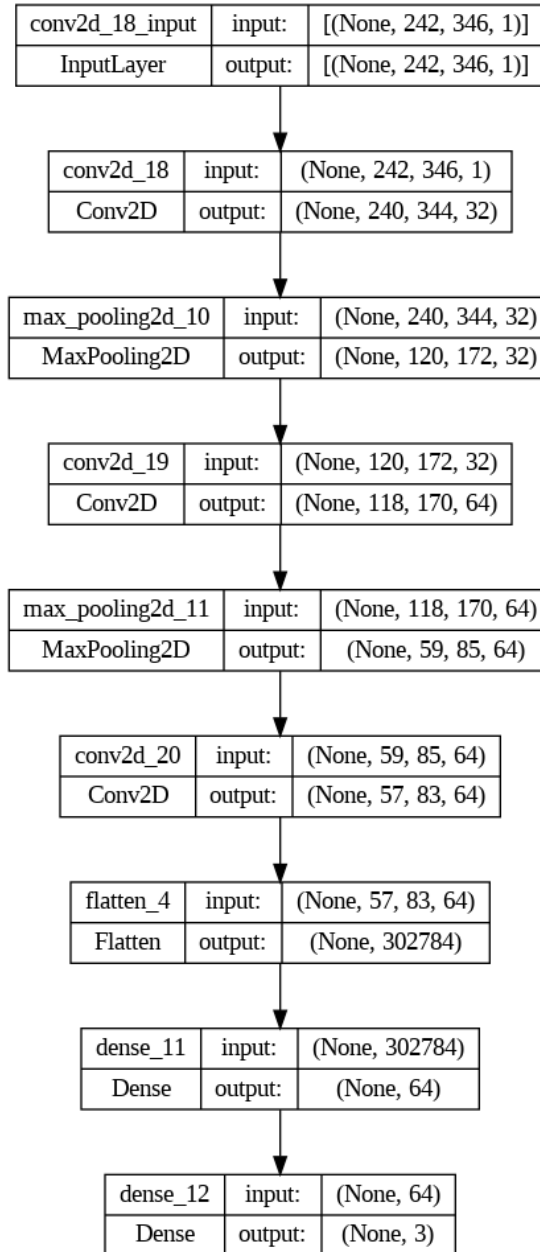 conv2d_18_input input: [(None, 242, 346, 1)]
InputLayer output: [(None, 242, 346, 1)]
conv2d_18 input: (None, 242, 346, 1)
Conv2D output: (None, 240, 344, 32)
max_pooling2d_10 input: (None, 240, 344, 32)
MaxPooling2D output: (None, 120, 172, 32)
conv2d_19 input: (None, 120, 172, 32)
Conv2D output: (None, 118, 170, 64)
max_pooling2d_11 input: (None, 118, 170, 64)
MaxPooling2D output: (None, 59, 85, 64)
conv2d_20 input: (None, 59, 85, 64)
Conv2D output: (None, 57, 83, 64)
flatten_4 input: (None, 57, 83, 64)
Flatten output: (None, 302784)
dense_11 input: (None, 302784)
Dense output: (None, 64)
dense_12 input: (None, 64)
Dense output: (None, 3)